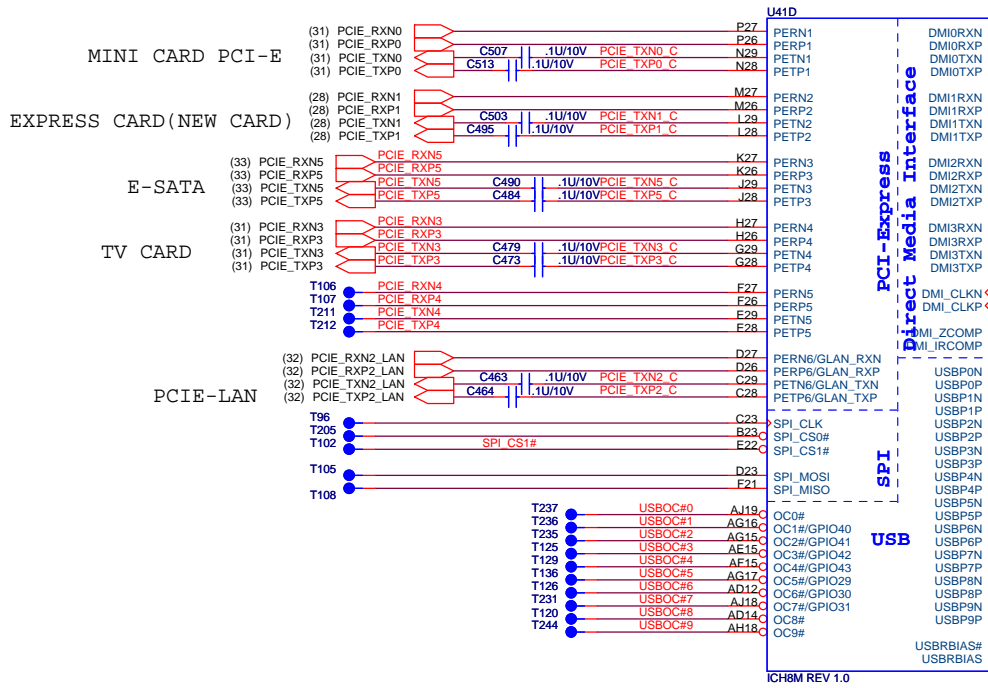 U41D
(31) PCIE_RXN0 P27 PERN1 DMI0RXN
(31) PCIE_RXP0 P26 PERP1 DMI0RXP
MINI CARD PCI-E (31) PCIE_TXN0 C507 .1U/10V PCIE_TXN0_C N29 PETN1 DMI0TXN
(31) PCIE_TXP0 C513 .1U/10V PCIE_TXP0_C N28 PETP1 DMI0TXP
(28) PCIE_RXN1 M27 PERN2 DMI1RXN
(28) PCIE_RXP1 M26 PERP2 DMI1RXP
EXPRESS CARD(NEW CARD) (28) PCIE_TXN1 C503 .1U/10V PCIE_TXN1_C L29 PETN2 DMI1TXN
(28) PCIE_TXP1 C495 .1U/10V PCIE_TXP1_C L28 PETP2 DMI1TXP
(33) PCIE_RXN5 PCIE_RXN5 K27 PERN3 DMI2RXN
(33) PCIE_RXP5 PCIE_RXP5 K26 PERP3 DMI2RXP
E-SATA (33) PCIE_TXN5 PCIE_TXN5 C490 .1U/10V PCIE_TXN5_C J29 PETN3 DMI2TXN
(33) PCIE_TXP5 PCIE_TXP5 C484 .1U/10V PCIE_TXP5_C J28 PETP3 DMI2TXP
(31) PCIE_RXN3 PCIE_RXN3 H27 PERN4 DMI3RXN
(31) PCIE_RXP3 PCIE_RXP3 H26 PERP4 DMI3RXP
TV CARD (31) PCIE_TXN3 PCIE_TXN3 C479 .1U/10V PCIE_TXN3_C G29 PETN4 DMI3TXN
(31) PCIE_TXP3 PCIE_TXP3 C473 .1U/10V PCIE_TXP3_C G28 PETP4 DMI3TXP
T106 PCIE_RXN4 F27 PERN5 DMI_CLKN
T107 PCIE_RXP4 F26 PERP5 DMI_CLKP
T211 PCIE_TXN4 E29 PETN5
T212 PCIE_TXP4 E28 PETP5 DMI_ZCOMP
DMI_IRCOMP
PCI-Express
Direct Media Interface
(32) PCIE_RXN2_LAN D27 PERN6/GLAN_RXN
(32) PCIE_RXP2_LAN D26 PERP6/GLAN_RXP USBP0N
PCIE-LAN (32) PCIE_TXN2_LAN C463 .1U/10V PCIE_TXN2_C C29 PETN6/GLAN_TXN USBP0P
(32) PCIE_TXP2_LAN C464 .1U/10V PCIE_TXP2_C C28 PETP6/GLAN_TXP USBP1N
USBP1P
T96 C23 SPI_CLK USBP2N
T205 B23 SPI_CS0# USBP2P
T102 SPI_CS1# E22 SPI_CS1# USBP3N
USBP3P
T105 D23 SPI_MOSI USBP4N
T108 F21 SPI_MISO USBP4P
SPI
USBP5N
T237 USBOC#0 AJ19 OC0# USBP5P
T236 USBOC#1 AG16 OC1#/GPIO40 USBP6N
T235 USBOC#2 AG15 OC2#/GPIO41 USB USBP6P
T125 USBOC#3 AE15 OC3#/GPIO42 USBP7N
T129 USBOC#4 AF15 OC4#/GPIO43 USBP7P
T136 USBOC#5 AG17 OC5#/GPIO29 USBP8N
T126 USBOC#6 AD12 OC6#/GPIO30 USBP8P
T231 USBOC#7 AJ18 OC7#/GPIO31 USBP9N
T120 USBOC#8 AD14 OC8# USBP9P
T244 USBOC#9 AH18 OC9#
USBRBIAS#
USBRBIAS
ICH8M REV 1.0